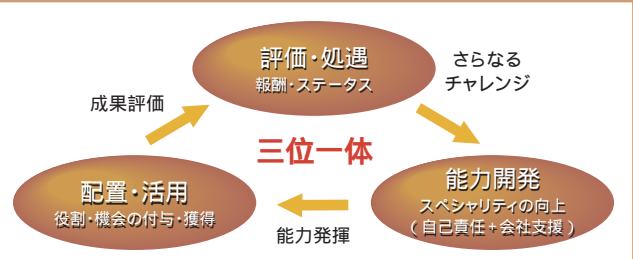 評価・処遇
報酬・ステータス
さらなる
チャレンジ
成果評価
三位一体
配置・活用
役割・機会の付与・獲得
能力開発
スペシャリティの向上
(自己責任+会社支援)
能力発揮